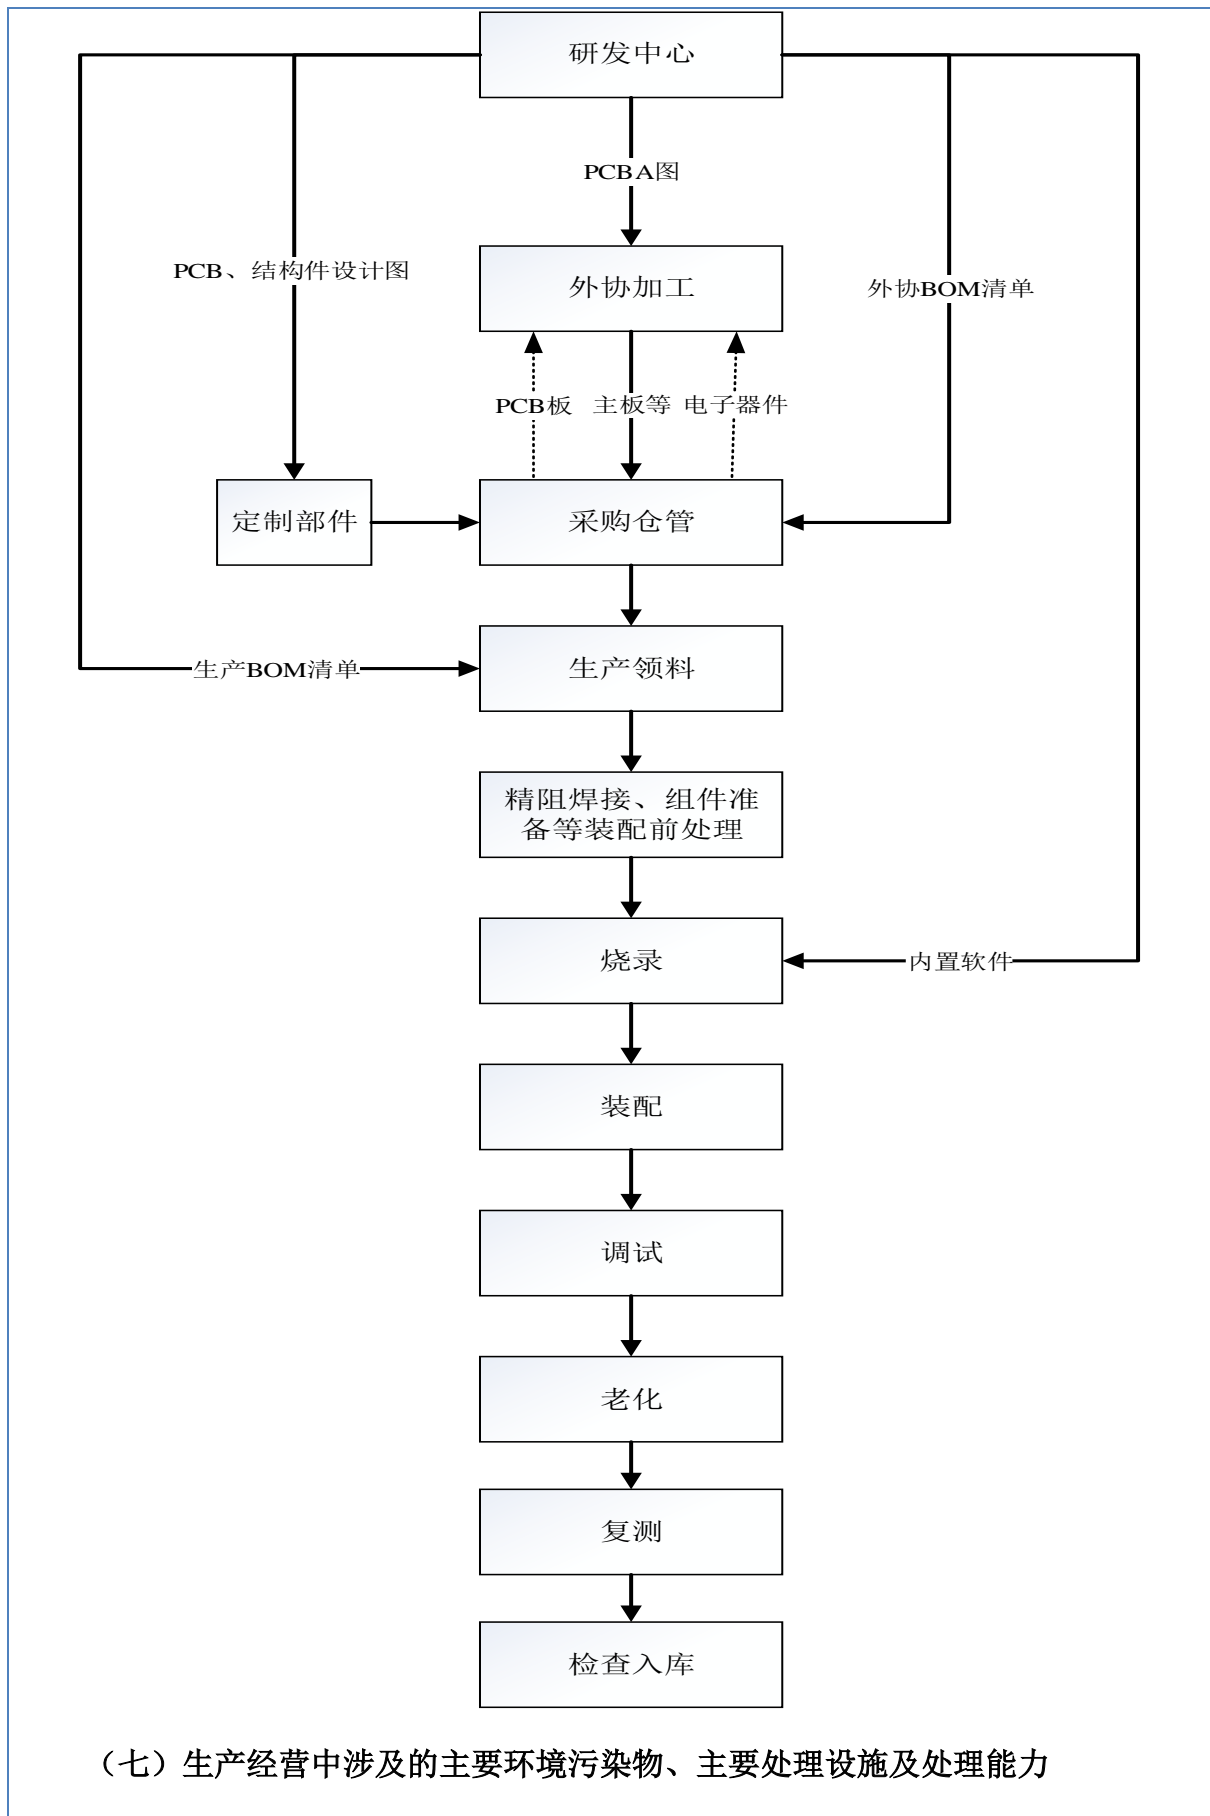 研发中心
PCBA图
PCB、结构件设计图
外协加工
外协BOM清单
PCB板
主板等
电子器件
定制部件
采购仓管
生产BOM清单
生产领料
精阻焊接、组件准
备等装配前处理
烧录
内置软件
装配
调试
老化
复测
检查入库
（七）生产经营中涉及的主要环境污染物、主要处理设施及处理能力